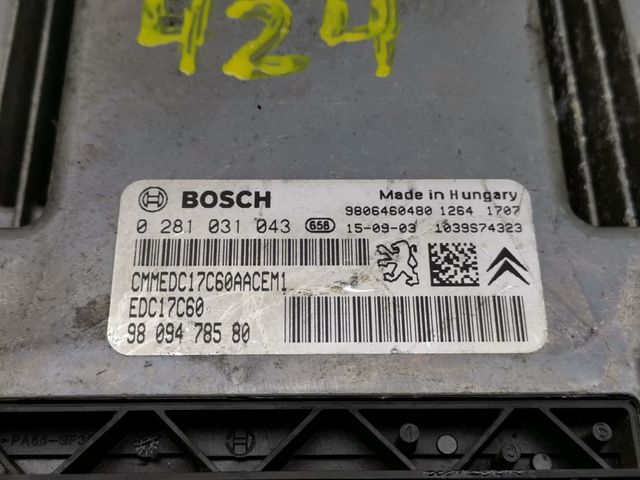 424
BOSCH
Made in Hungary
0 281 031 043 658
9806460480 1264 1707
15-09-03 1039S74323
CMMEDC17C60AACEM1
EDC17C60
98 094 785 80